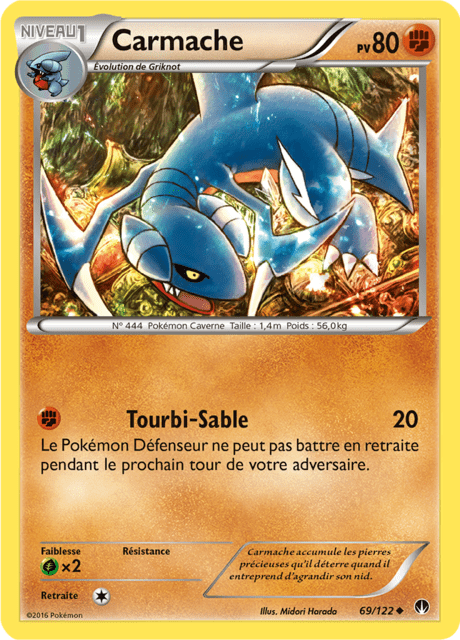 NIVEAU 1
Carmache
PV 80
Évolution de Griknot
N° 444 Pokémon Caverne Taille : 1,4m Poids : 56,0kg
Tourbi-Sable 20
Le Pokémon Défenseur ne peut pas battre en retraite
pendant le prochain tour de votre adversaire.
Faiblesse Résistance
×2
Retraite
Carmache accumule les pierres
précieuses qu'il déterre quand il
entreprend d'agrandir son nid.
©2016 Pokémon
Illus. Midori Harada 69/122